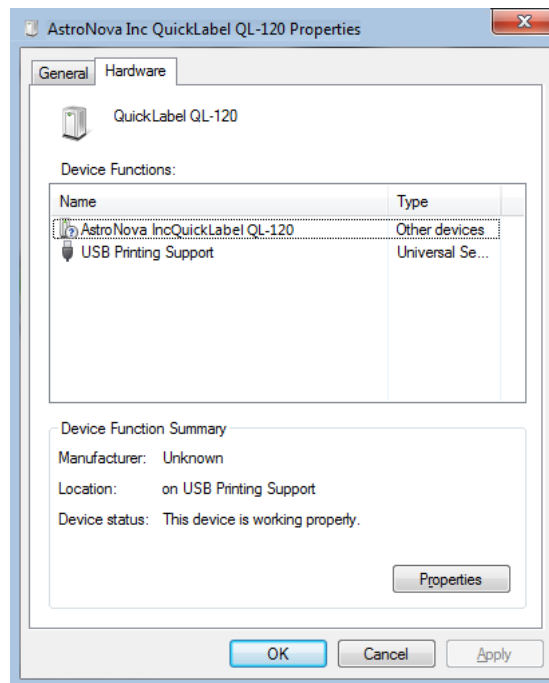 AstroNova Inc QuickLabel QL-120 Properties
General Hardware
QuickLabel QL-120
Device Functions:
Name Type
AstroNova IncQuickLabel QL-120 Other devices
USB Printing Support Universal Se...
Device Function Summary
Manufacturer: Unknown
Location: on USB Printing Support
Device status: This device is working properly.
Properties
OK Cancel Apply